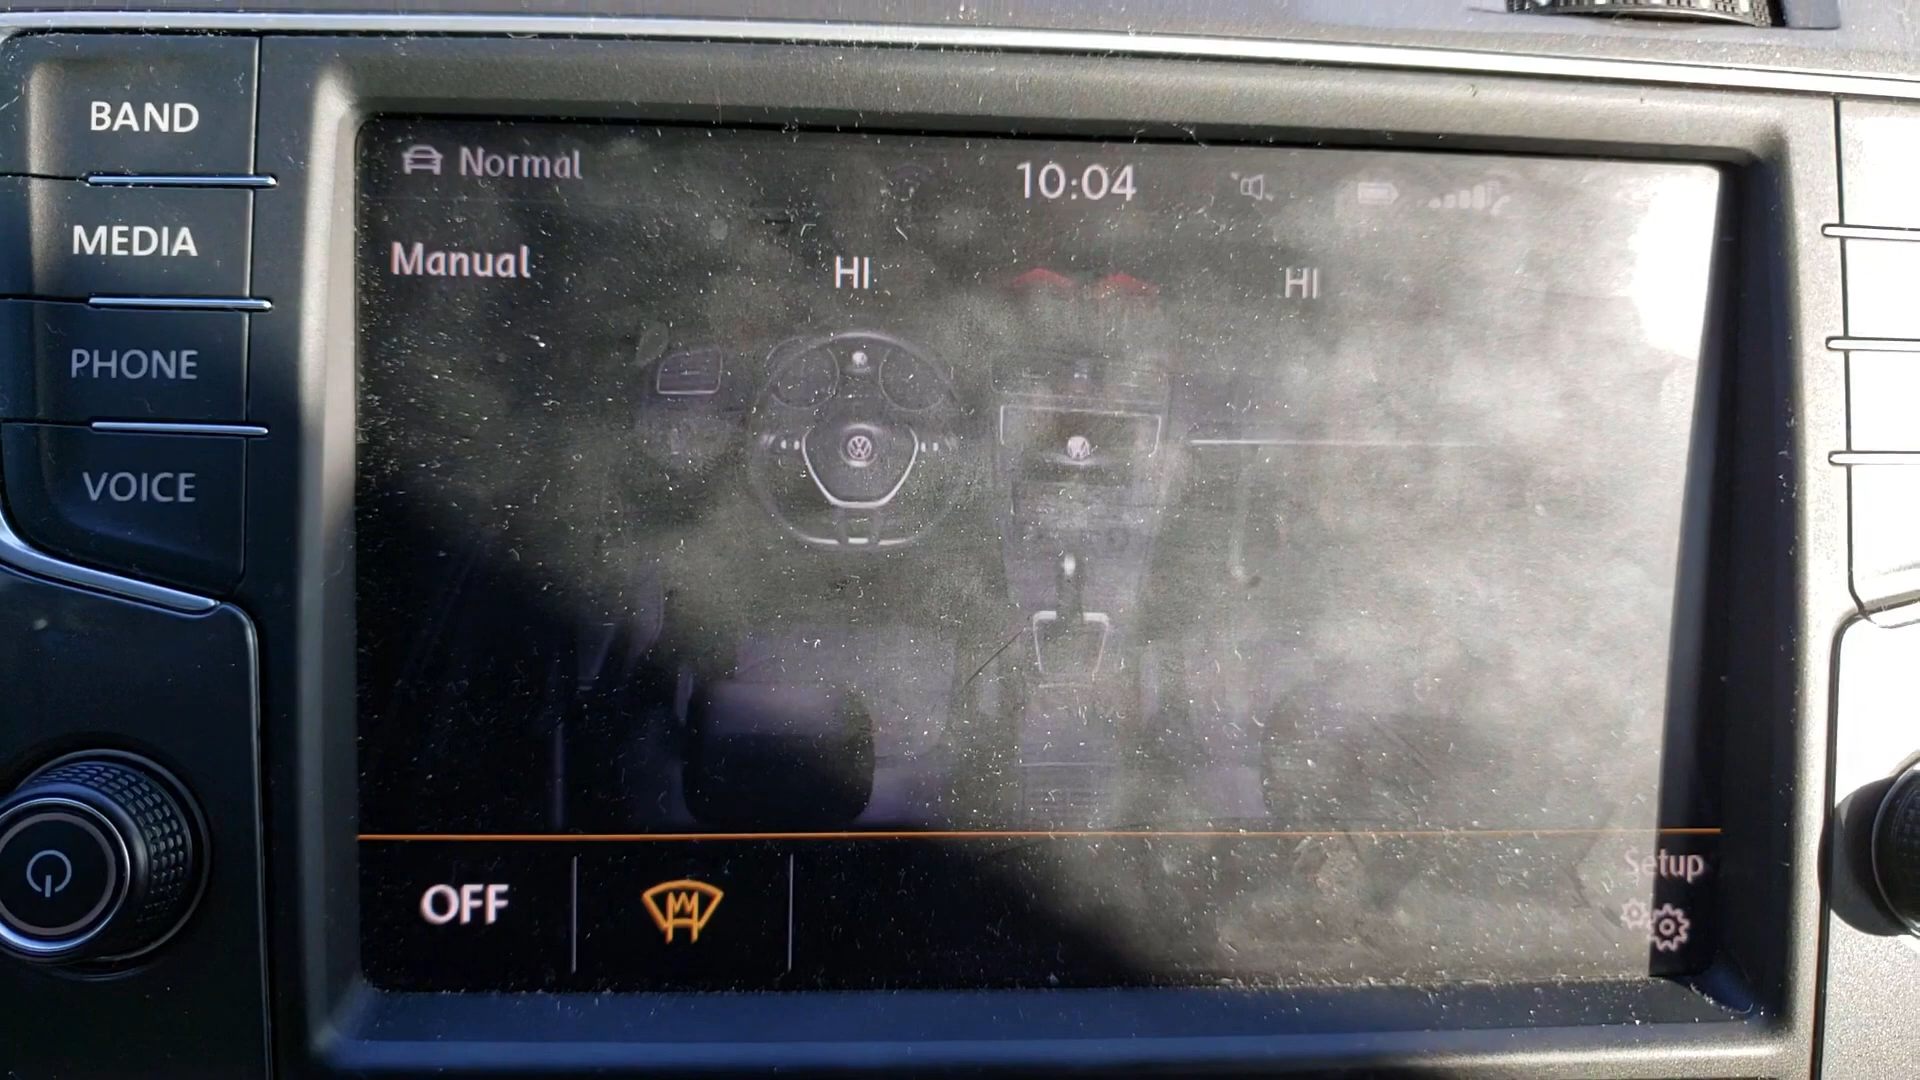 BAND
MEDIA
PHONE
VOICE
Normal
10:04
Manual
HI
HI
OFF
Setup